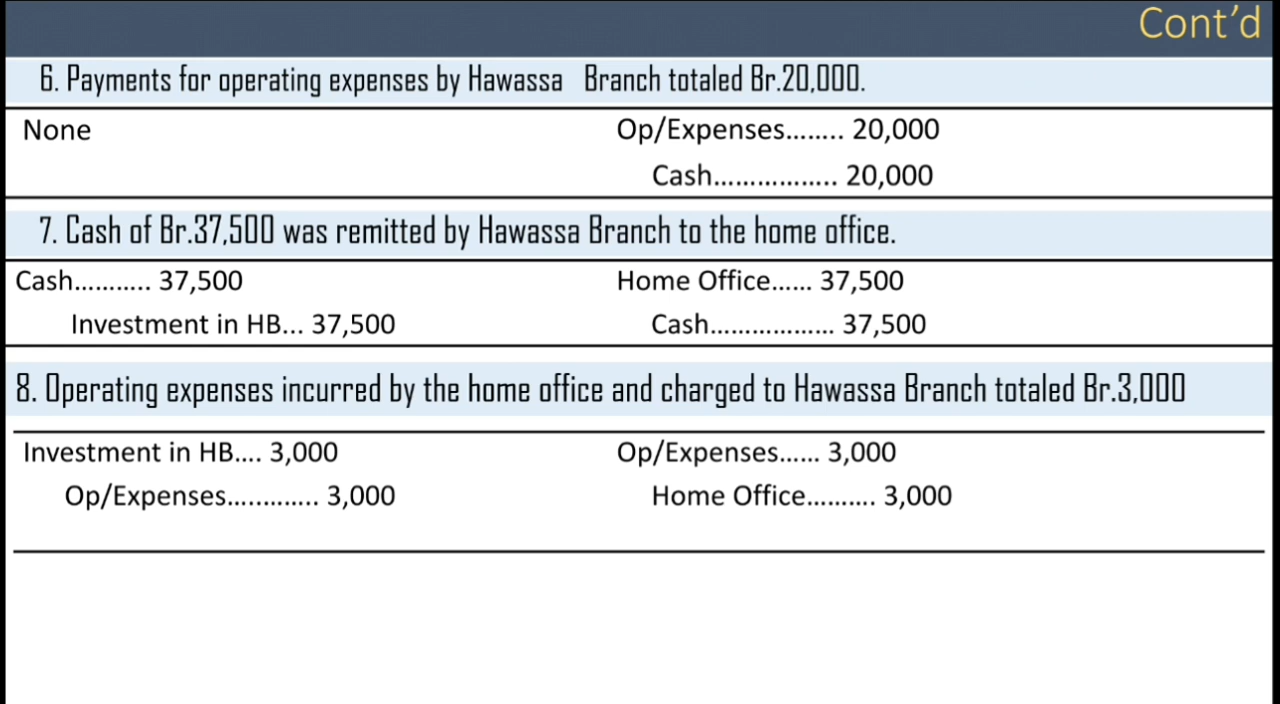 Cont’d
6. Payments for operating expenses by Hawassa Branch totaled Br.20,000.
None Op/Expenses........ 20,000
Cash................. 20,000
7. Cash of Br.37,500 was remitted by Hawassa Branch to the home office.
Cash........... 37,500 Home Office...... 37,500
Investment in HB... 37,500 Cash................. 37,500
8. Operating expenses incurred by the home office and charged to Hawassa Branch totaled Br.3,000
Investment in HB.... 3,000 Op/Expenses...... 3,000
Op/Expenses............. 3,000 Home Office.......... 3,000